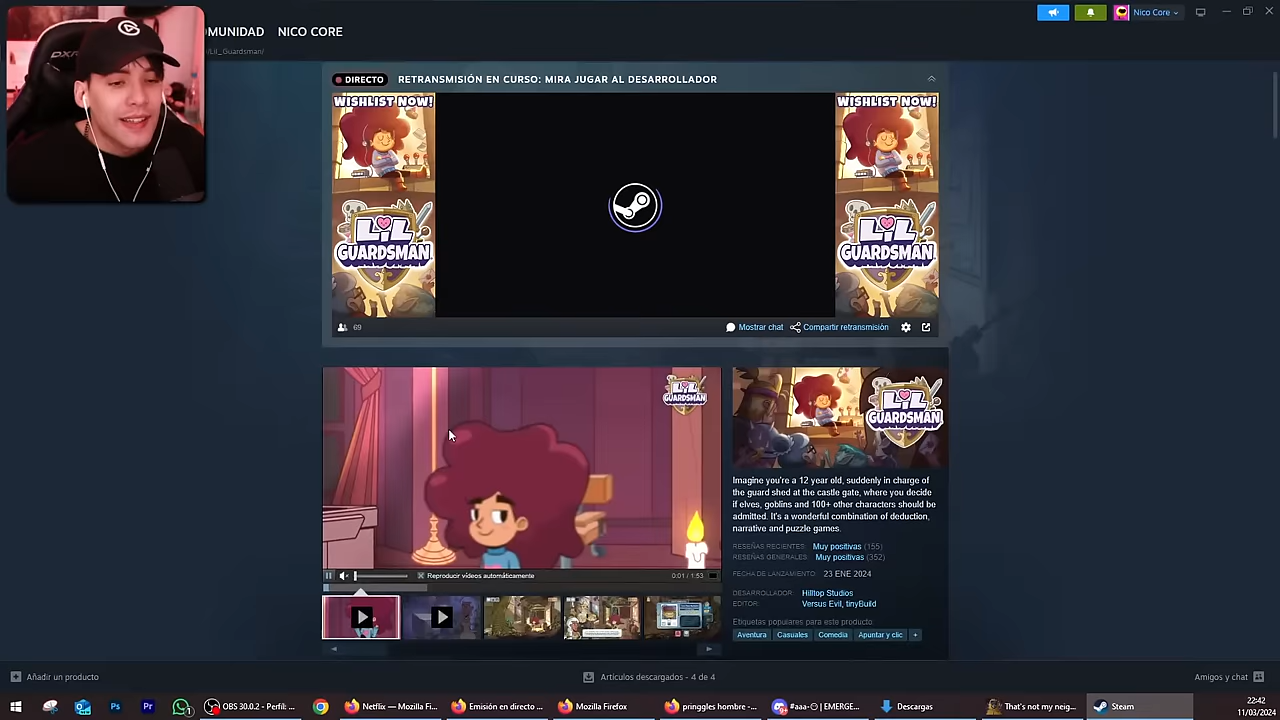 OMUNIDAD NICO CORE
Nico Core
/Lil_Guardsman/
DIRECTO RETRANSMISIÓN EN CURSO: MIRA JUGAR AL DESARROLLADOR
WISHLIST NOW!
LIL
GUARDSMAN
WISHLIST NOW!
LIL
GUARDSMAN
69
Mostrar chat
Compartir retransmisión
LIL
GUARDSMAN
Reproducir vídeos automáticamente
0:01 / 1:53
LIL
GUARDSMAN
Imagine you're a 12 year old, suddenly in charge of
the guard shed at the castle gate, where you decide
if elves, goblins and 100+ other characters should be
admitted. It's a wonderful combination of deduction,
narrative and puzzle games.
RESEÑAS RECIENTES: Muy positivas (155)
RESEÑAS GENERALES: Muy positivas (352)
FECHA DE LANZAMIENTO: 23 ENE 2024
DESARROLLADOR: Hilltop Studios
EDITOR: Versus Evil, tinyBuild
Etiquetas populares para este producto:
Aventura Casuales Comedia Apuntar y clic +
Añadir un producto
Artículos descargados - 4 de 4
Amigos y chat
OBS 30.0.2 - Perfil: ...
Netflix — Mozilla Fi...
Emisión en directo ...
Mozilla Firefox
pringgles hombre - ...
#aaa-😶 | EMERGE...
Descargas
That's not my neig...
Steam
22:42
11/03/2024